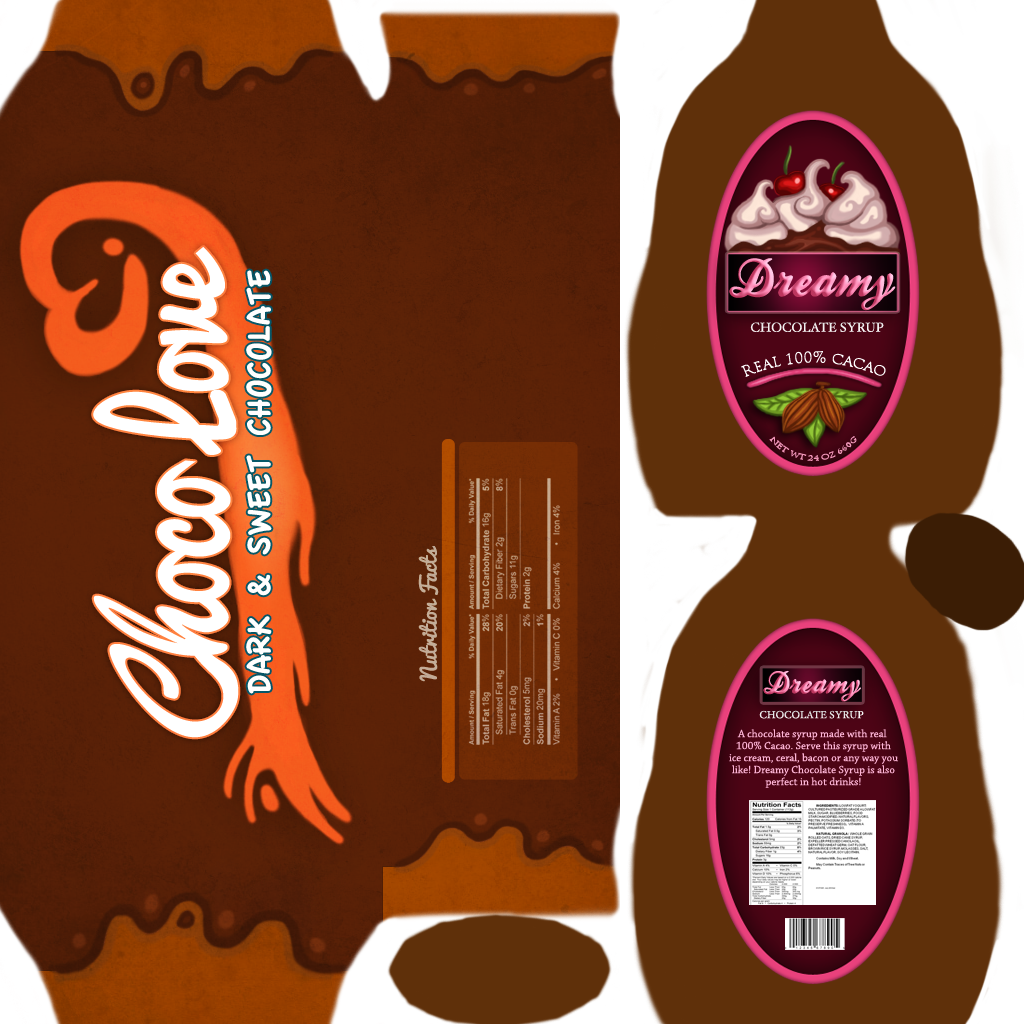 Choco Love
DARK & SWEET CHOCOLATE
Nutrition Facts
Amount / Serving % Daily Value* Amount / Serving % Daily Value*
Total Fat 18g 28% Total Carbohydrate 16g 5%
Saturated Fat 4g 20% Dietary Fiber 2g 8%
Trans Fat 0g Sugars 11g
Cholesterol 5mg 2% Protein 2g
Sodium 20mg 1%
Vitamin A 2% • Vitamin C 0% Calcium 4% • Iron 4%
Dreamy
CHOCOLATE SYRUP
REAL 100% CACAO
NET WT 24 OZ 660G
Dreamy
CHOCOLATE SYRUP
A chocolate syrup made with real
100% Cacao. Serve this syrup with
ice cream, ceral, bacon or any way you
like! Dreamy Chocolate Syrup is also
perfect in hot drinks!
Nutrition Facts